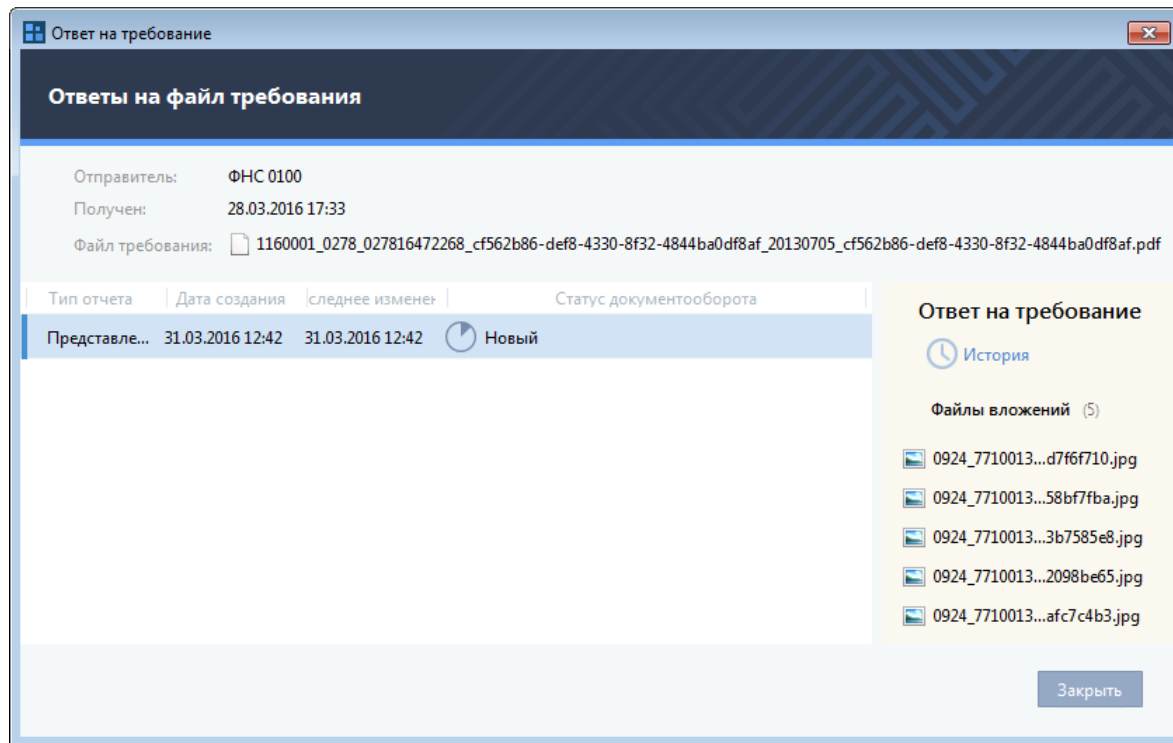 Ответ на требование
Ответы на файл требования
Отправитель: ФНС 0100
Получен: 28.03.2016 17:33
Файл требования: 1160001_0278_027816472268_cf562b86-def8-4330-8f32-4844ba0df8af_20130705_cf562b86-def8-4330-8f32-4844ba0df8af.pdf
Тип отчета Дата создания следнее изменен Статус документооборота
Представле... 31.03.2016 12:42 31.03.2016 12:42 Новый
Ответ на требование
История
Файлы вложений (5)
0924_7710013...d7f6f710.jpg
0924_7710013...58bf7fba.jpg
0924_7710013...3b7585e8.jpg
0924_7710013...2098be65.jpg
0924_7710013...afc7c4b3.jpg
Закрыть